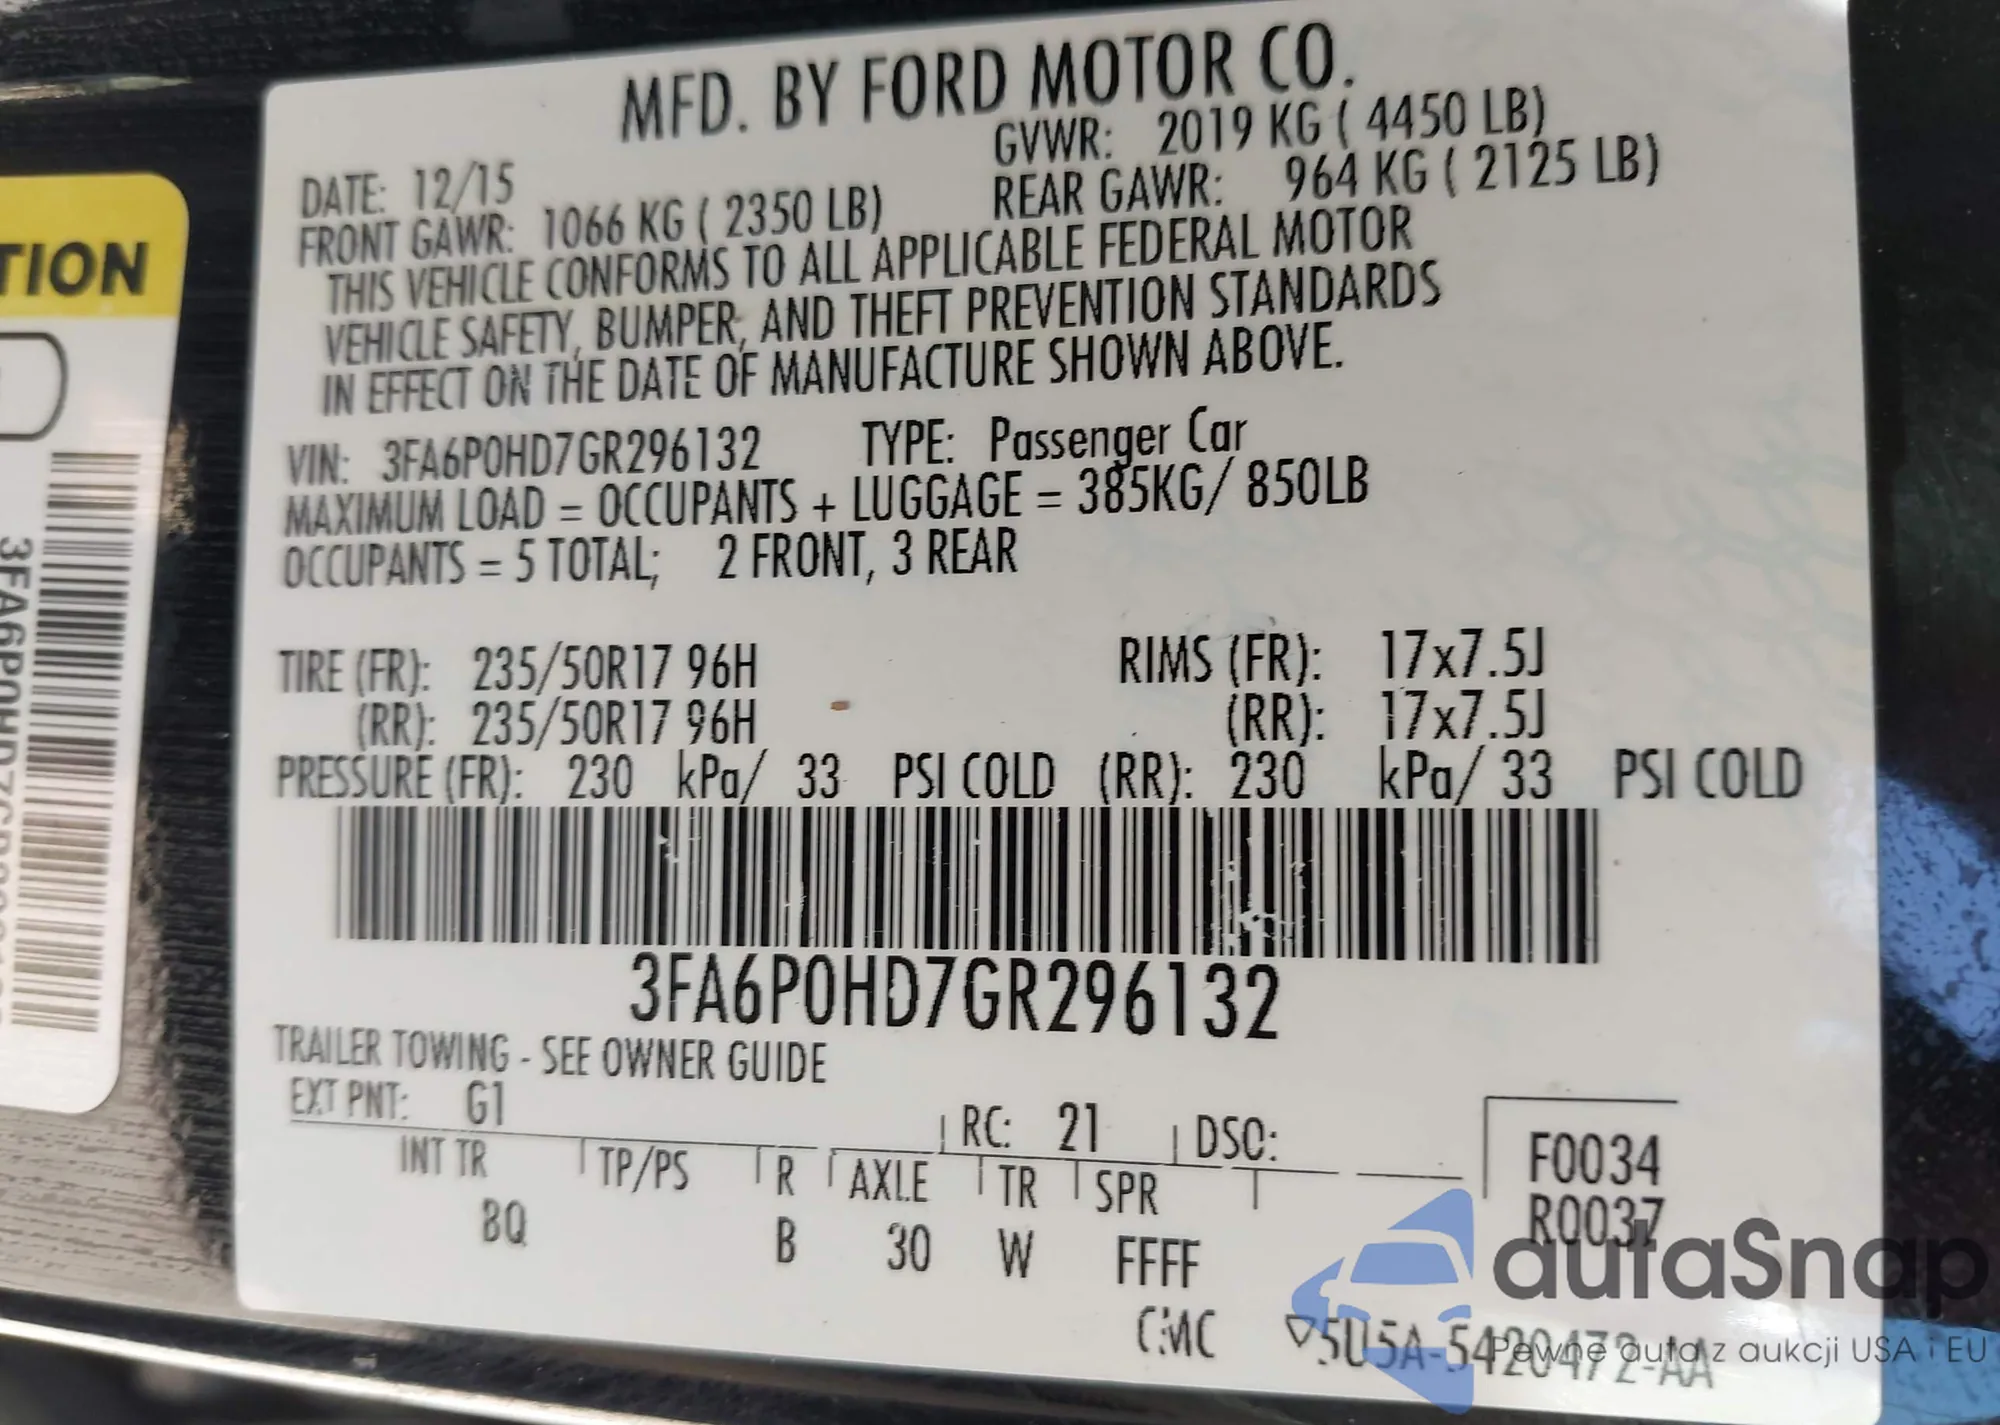 MFD. BY FORD MOTOR CO.
DATE: 12/15 GVWR: 2019 KG ( 4450 LB)
FRONT GAWR: 1066 KG ( 2350 LB) REAR GAWR: 964 KG ( 2125 LB)
THIS VEHICLE CONFORMS TO ALL APPLICABLE FEDERAL MOTOR
VEHICLE SAFETY, BUMPER, AND THEFT PREVENTION STANDARDS
IN EFFECT ON THE DATE OF MANUFACTURE SHOWN ABOVE.
VIN: 3FA6P0HD7GR296132 TYPE: Passenger Car
MAXIMUM LOAD = OCCUPANTS + LUGGAGE = 385KG/ 850LB
OCCUPANTS = 5 TOTAL; 2 FRONT, 3 REAR
TIRE (FR): 235/50R17 96H RIMS (FR): 17x7.5J
(RR): 235/50R17 96H (RR): 17x7.5J
PRESSURE (FR): 230 kPa/ 33 PSI COLD (RR): 230 kPa/ 33 PSI COLD
3FA6P0HD7GR296132
TRAILER TOWING - SEE OWNER GUIDE
EXT PNT: G1 RC: 21 DSO:
INT TR TP/PS R AXLE TR SPR
BQ B 30 W FFFF
F0034
R0037
CMC 5U5A-5420472-AA
TION
autaSnap
Pewne auta z aukcji USA i EU